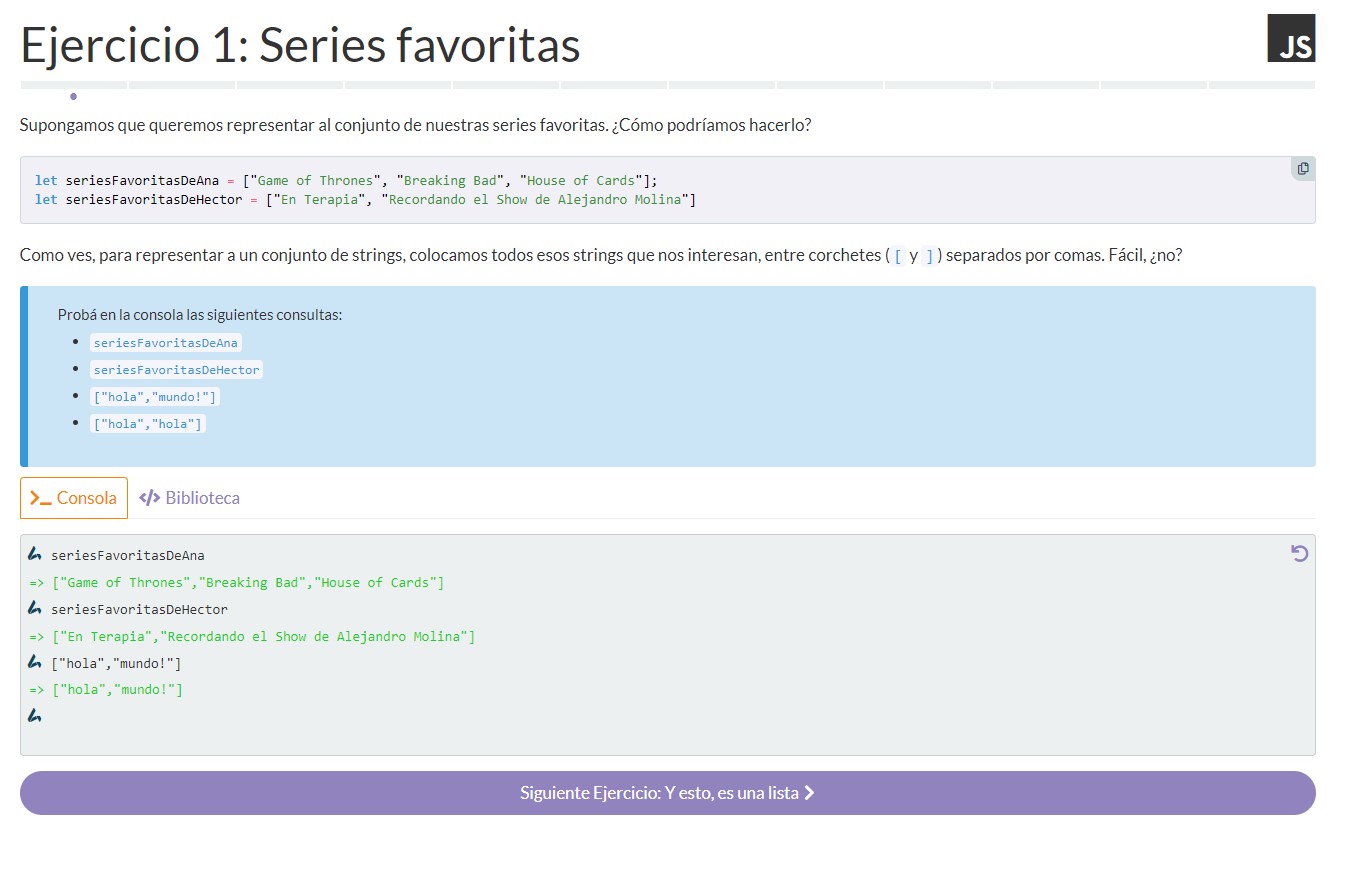 Ejercicio 1: Series favoritas
JS
Supongamos que queremos representar al conjunto de nuestras series favoritas. ¿Cómo podríamos hacerlo?
let seriesFavoritasDeAna = ["Game of Thrones", "Breaking Bad", "House of Cards"];
let seriesFavoritasDeHector = ["En Terapia", "Recordando el Show de Alejandro Molina"]
Como ves, para representar a un conjunto de strings, colocamos todos esos strings que nos interesan, entre corchetes ( [ y ] ) separados por comas. Fácil, ¿no?
Probá en la consola las siguientes consultas:
• seriesFavoritasDeAna
• seriesFavoritasDeHector
• ["hola","mundo!"]
• ["hola","hola"]
Consola </> Biblioteca
seriesFavoritasDeAna
=> ["Game of Thrones","Breaking Bad","House of Cards"]
seriesFavoritasDeHector
=> ["En Terapia","Recordando el Show de Alejandro Molina"]
["hola","mundo!"]
=> ["hola","mundo!"]
Siguiente Ejercicio: Y esto, es una lista